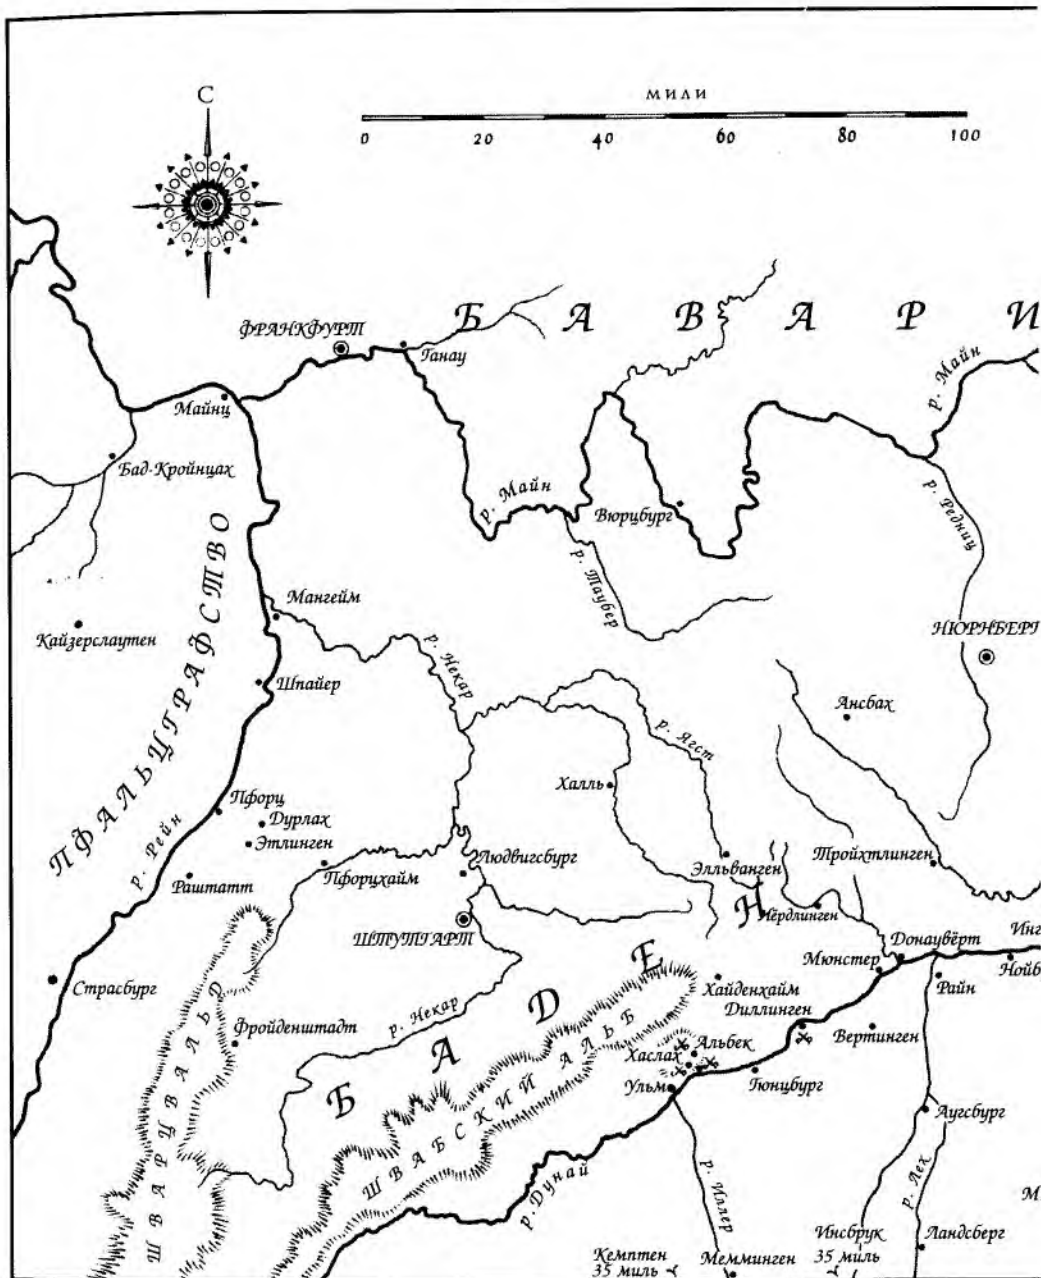 С
МИЛИ
0 20 40 60 80 100
БАВАРИ
ФРАНКФУРТ
Ганау
р. Майн
Майнц
Бад-Кройнцах
р. Майн
Вюрцбург
р. Редниц
р. Таубер
ПФАЛЬЦГРАФСТВО
Мангейм
Кайзерслаутен
р. Некар
НЮРНБЕРГ
Шпайер
Ансбах
р. Ягст
Халль
Пфорц
Дурлах
Этлинген
р. Рейн
Людвигсбург
Элльванген
Тройхтлинген
Раштатт
Пфорцхайм
Нёрдлинген
ШТУТГАРТ
Донаувёрт
Инг
Мюнстер
Нойб
Страсбург
Хайденхайм
Райн
Диллинген
р. Некар
Фройденштадт
Вертинген
Альбек
Хаслах
Ульм
Гюнцбург
БАДЕН
ШВАБСКИЙ АЛЬБ
ШВАРЦВАЛЬД
Аугсбург
р. Дунай
р. Иллер
р. Лех
М
Инсбрук
35 миль
Ландсберг
Кемптен
35 миль
Мемминген